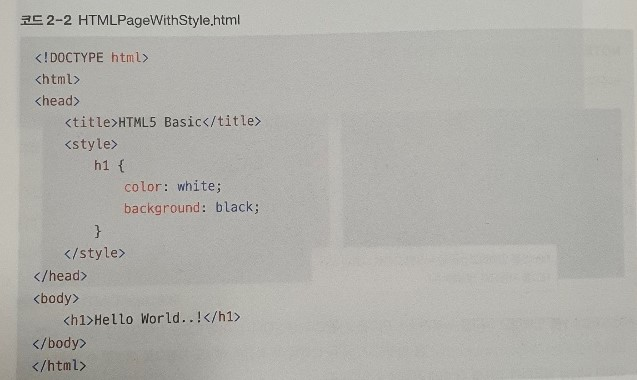 코드 2-2 HTMLPageWithStyle.html
<!DOCTYPE html>
<html>
<head>
    <title>HTML5 Basic</title>
    <style>
        h1 {
            color: white;
            background: black;
        }
    </style>
</head>
<body>
    <h1>Hello World..!</h1>
</body>
</html>